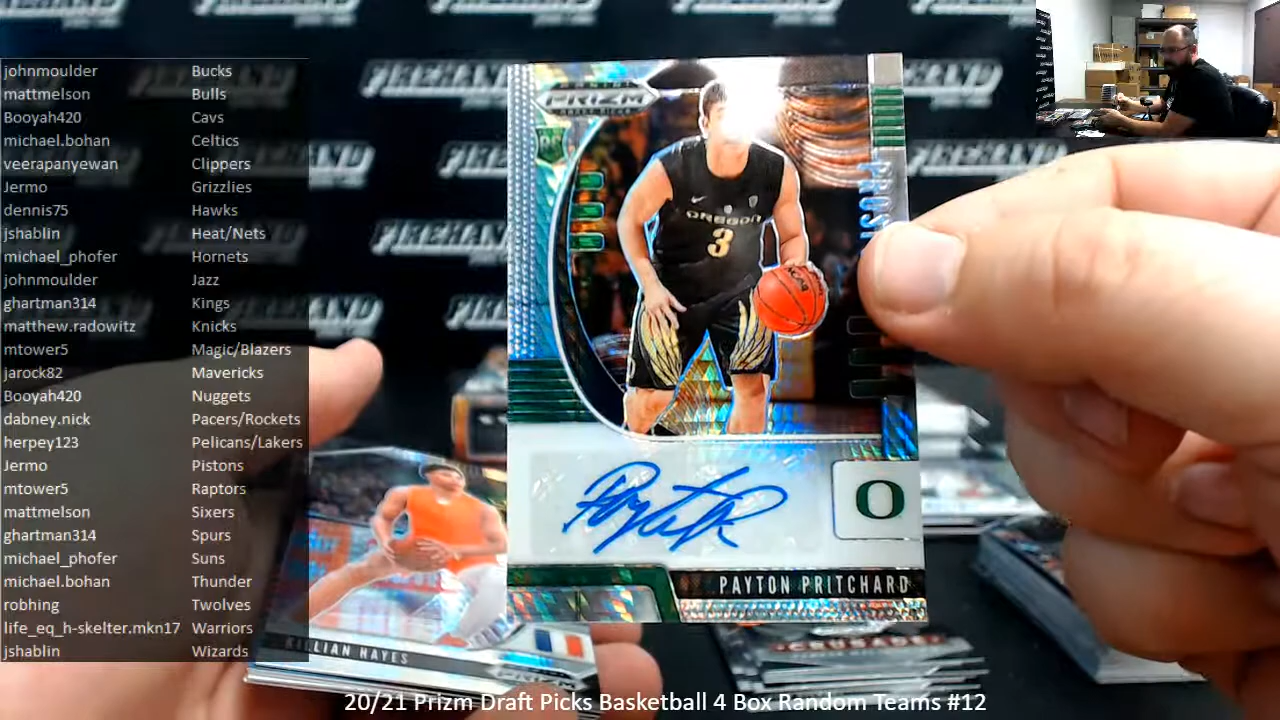 johnmoulder Bucks
mattmelson Bulls
Booyah420 Cavs
michael.bohan Celtics
veerapanyewan Clippers
Jermo Grizzlies
dennis75 Hawks
jshablin Heat/Nets
michael_phofer Hornets
johnmoulder Jazz
ghartman314 Kings
matthew.radowitz Knicks
mtower5 Magic/Blazers
jarock82 Mavericks
Booyah420 Nuggets
dabney.nick Pacers/Rockets
herpey123 Pelicans/Lakers
Jermo Pistons
mtower5 Raptors
mattmelson Sixers
ghartman314 Spurs
michael_phofer Suns
michael.bohan Thunder
robhing Twolves
life_eq_h-skelter.mkn17 Warriors
jshablin Wizards
FIREHAND
PRIZM
OREGON
3
O
PAYTON PRITCHARD
KILLIAN HAYES
20/21 Prizm Draft Picks Basketball 4 Box Random Teams #12